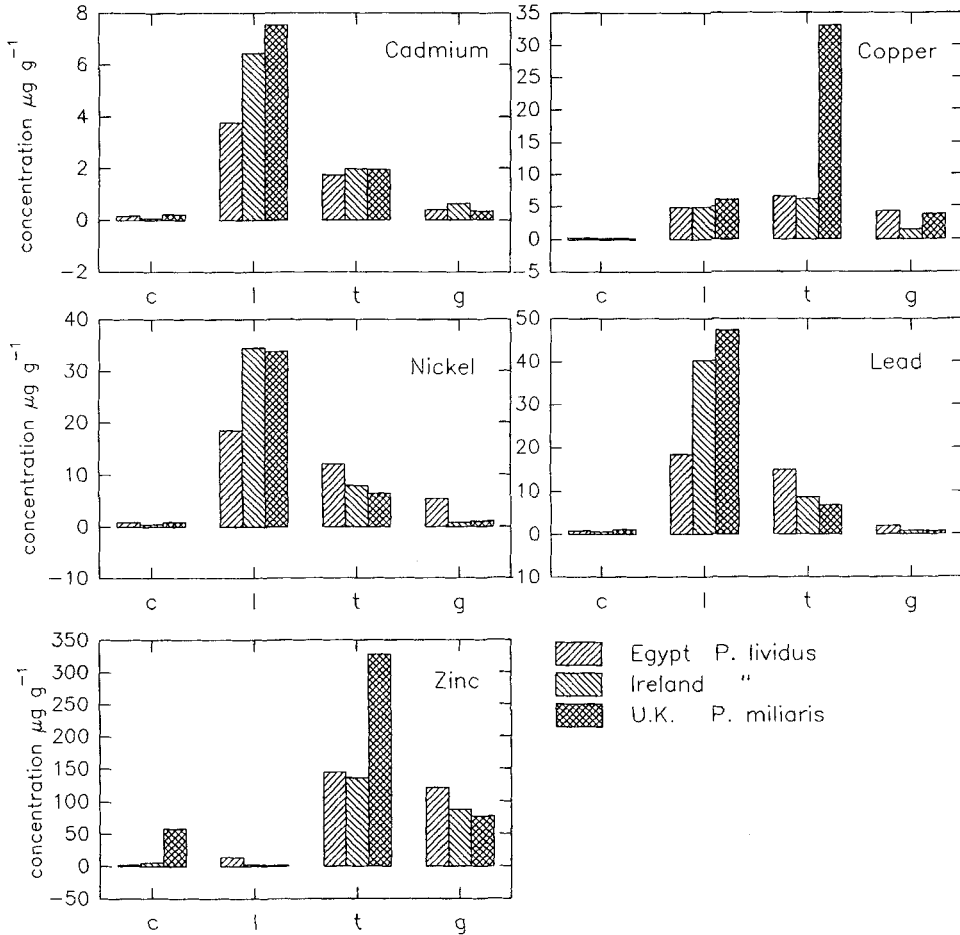 8
6
4
2
0
−2
concentration µg g⁻¹
Cadmium
c l t g
35
30
25
20
15
10
5
0
−5
Copper
c l t g
40
30
20
10
0
−10
concentration µg g⁻¹
Nickel
c l t g
50
40
30
20
10
0
10
Lead
c l t g
350
300
250
200
150
100
50
0
−50
concentration µg g⁻¹
Zinc
c l t g
Egypt P. lividus
Ireland "
U.K. P. miliaris